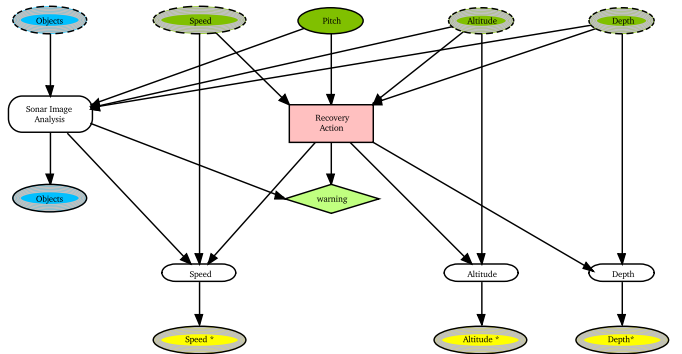 Objects
Speed
Pitch
Altitude
Depth
Sonar Image
Analysis
Recovery
Action
Objects
warning
Speed
Altitude
Depth
Speed *
Altitude *
Depth*